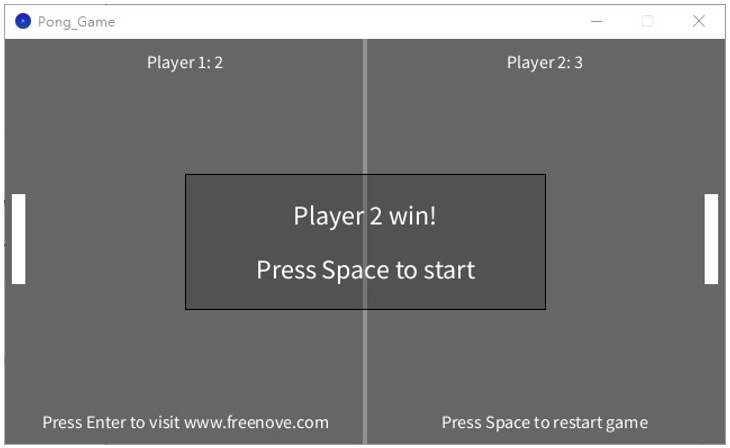 Pong_Game
Player 1: 2
Player 2: 3
Player 2 win!
Press Space to start
Press Enter to visit www.freenove.com
Press Space to restart game